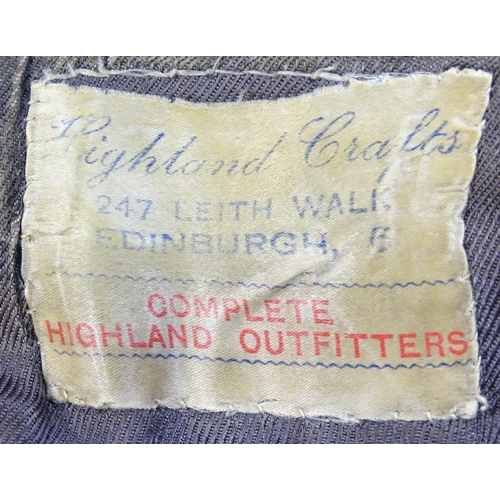 Highland Crafts
247 LEITH WALK
EDINBURGH, 6
COMPLETE
HIGHLAND OUTFITTERS